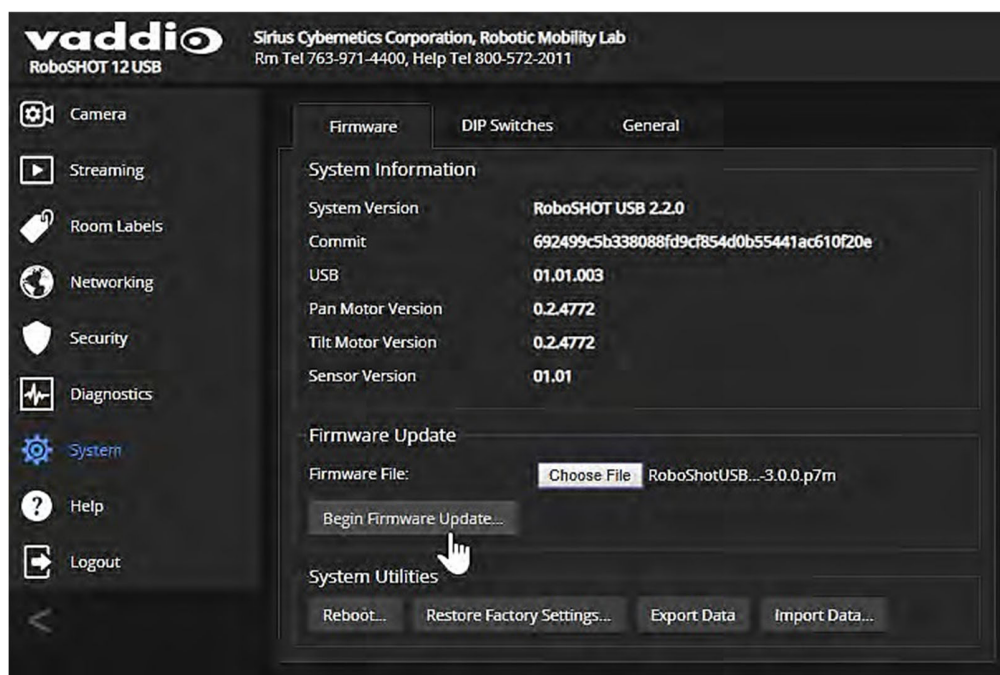 vaddio
RoboSHOT 12 USB
Sirius Cybernetics Corporation, Robotic Mobility Lab
Rm Tel 763-971-4400, Help Tel 800-572-2011
Camera
Streaming
Room Labels
Networking
Security
Diagnostics
System
Help
Logout
Firmware DIP Switches General
System Information
System Version RoboSHOT USB 2.2.0
Commit 692499c5b338088fd9cf854d0b55441ac610f20e
USB 01.01.003
Pan Motor Version 0.2.4772
Tilt Motor Version 0.2.4772
Sensor Version 01.01
Firmware Update
Firmware File: Choose File RoboShotUSB...-3.0.0.p7m
Begin Firmware Update...
System Utilities
Reboot... Restore Factory Settings... Export Data Import Data...